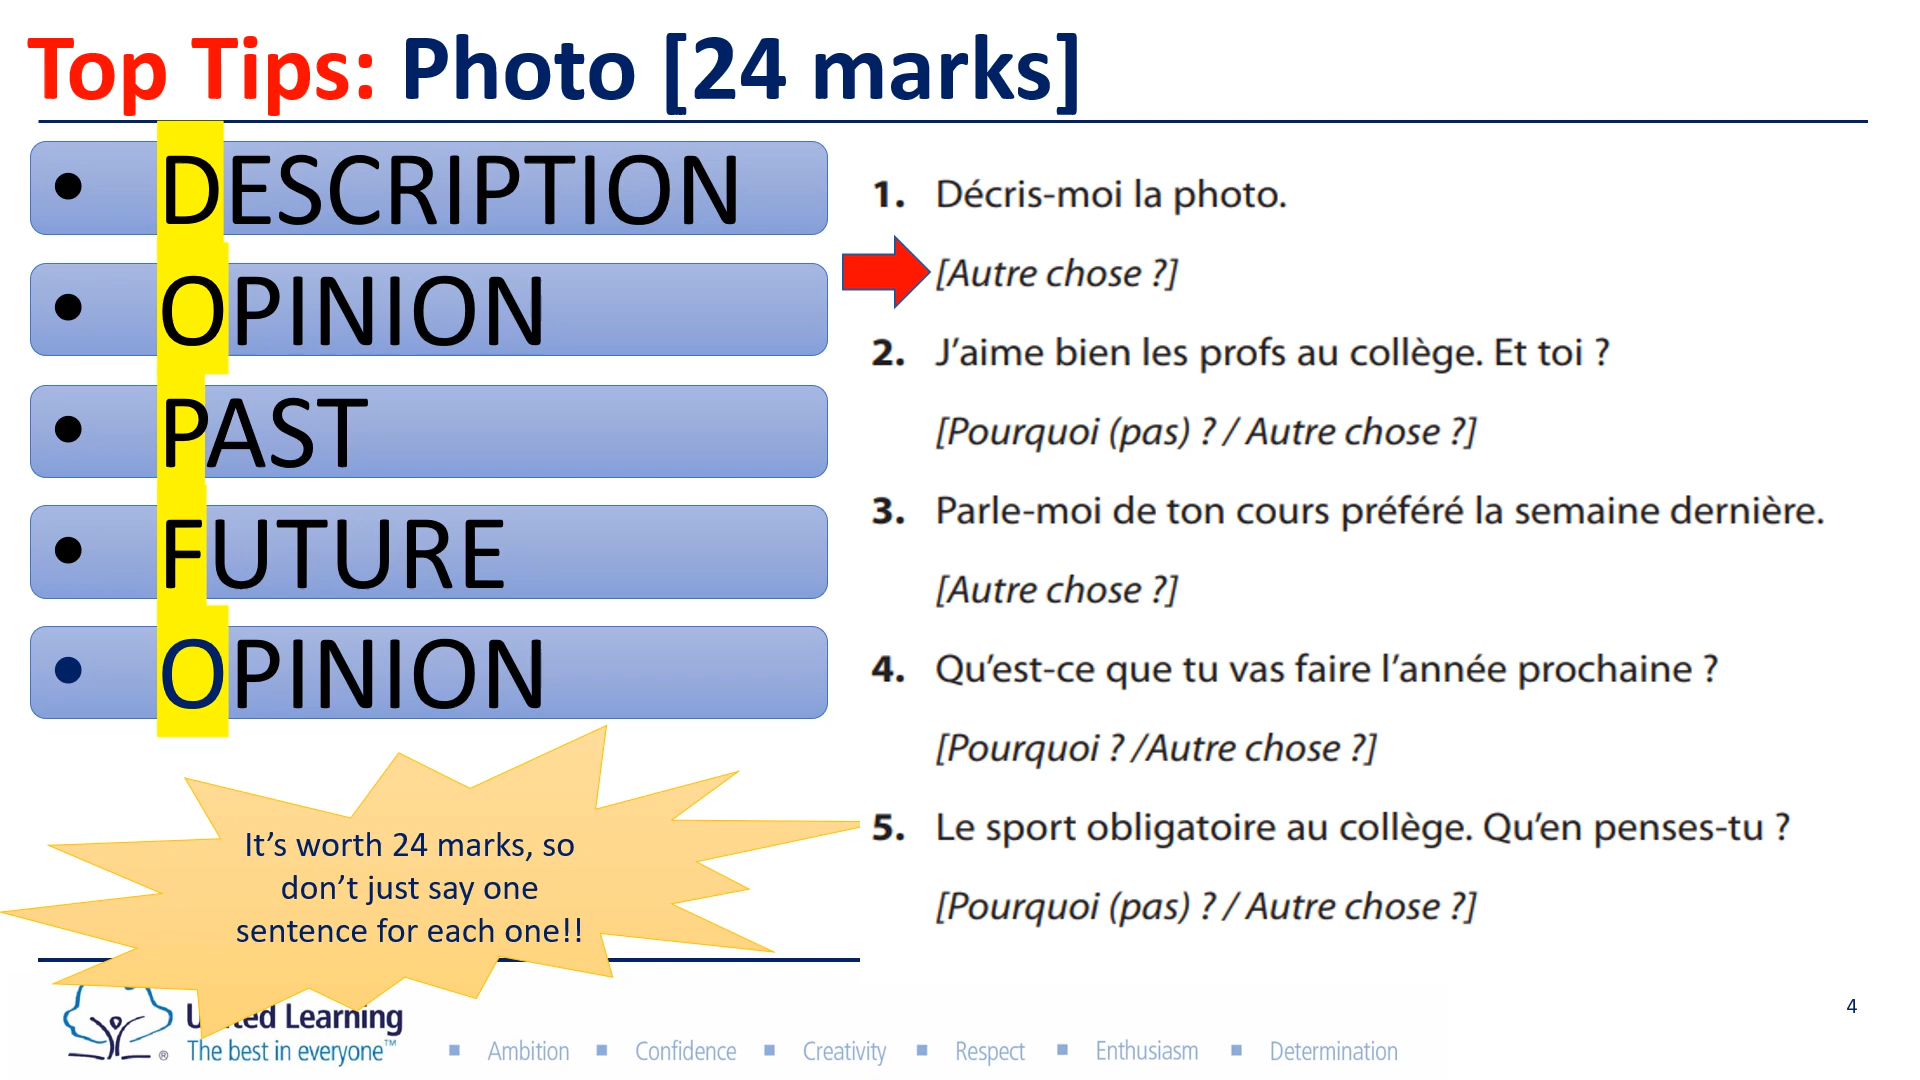 Top Tips: Photo [24 marks]
• DESCRIPTION
• OPINION
• PAST
• FUTURE
• OPINION
It’s worth 24 marks, so
don’t just say one
sentence for each one!!
1. Décris-moi la photo.
[Autre chose ?]
2. J’aime bien les profs au collège. Et toi ?
[Pourquoi (pas) ? / Autre chose ?]
3. Parle-moi de ton cours préféré la semaine dernière.
[Autre chose ?]
4. Qu’est-ce que tu vas faire l’année prochaine ?
[Pourquoi ? /Autre chose ?]
5. Le sport obligatoire au collège. Qu’en penses-tu ?
[Pourquoi (pas) ? / Autre chose ?]
4
Learning
® The best in everyone™
▪ Ambition ▪ Confidence ▪ Creativity ▪ Respect ▪ Enthusiasm ▪ Determination